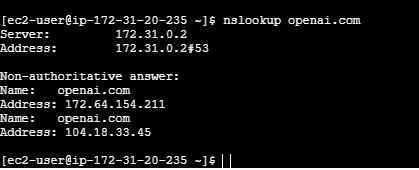 [ec2-user@ip-172-31-20-235 ~]$ nslookup openai.com
Server:         172.31.0.2
Address:        172.31.0.2#53
Non-authoritative answer:
Name:   openai.com
Address: 172.64.154.211
Name:   openai.com
Address: 104.18.33.45
[ec2-user@ip-172-31-20-235 ~]$